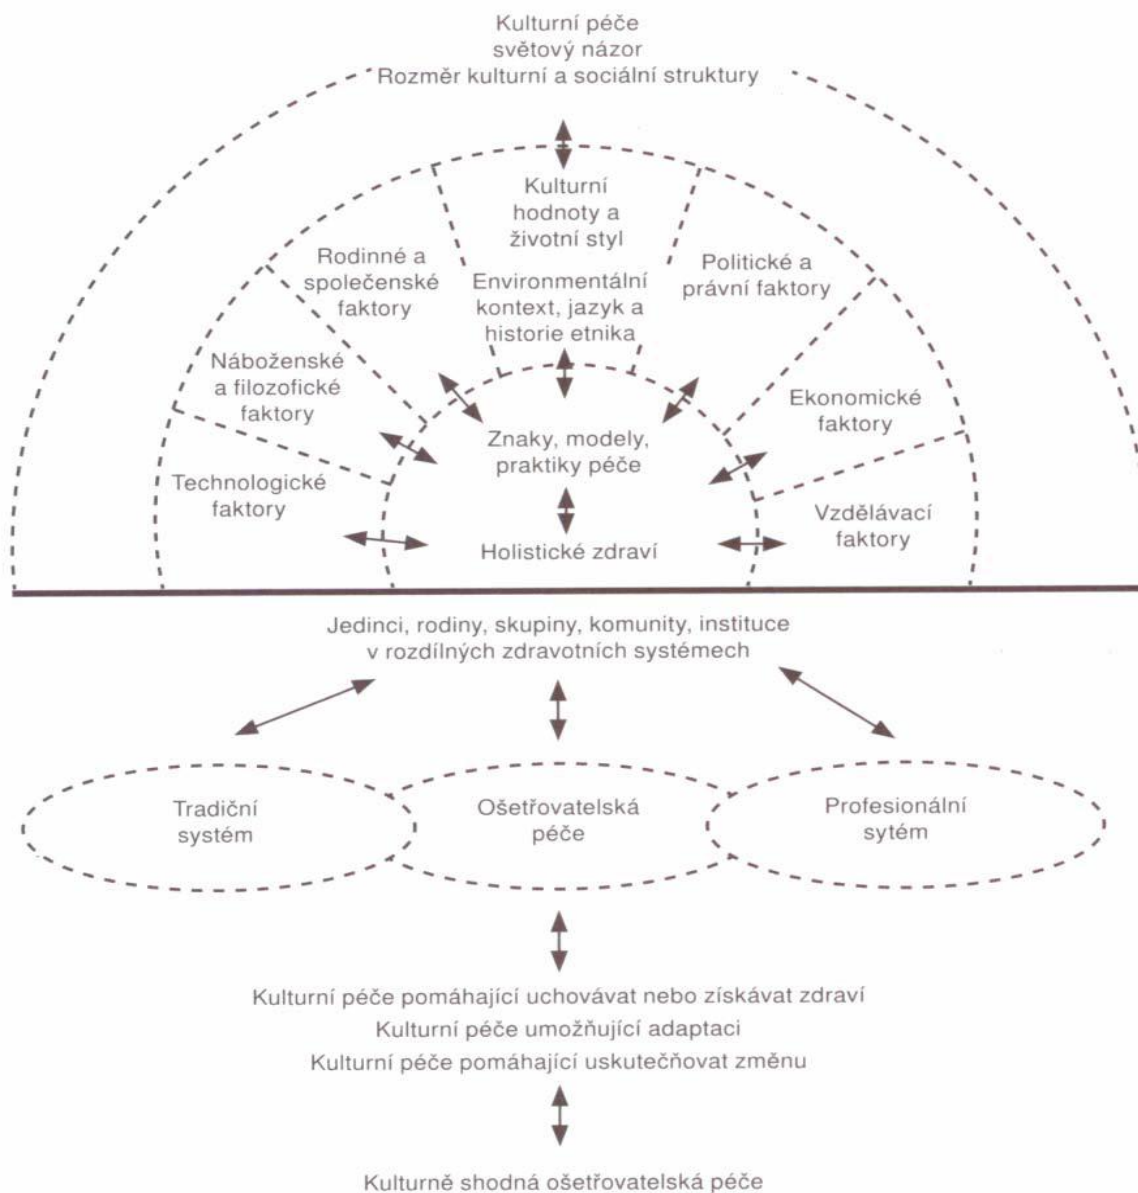 Kulturní péče
světový názor
Rozměr kulturní a sociální struktury
Kulturní
hodnoty a
životní styl
Environmentální
kontext, jazyk a
historie etnika
Rodinné a
společenské
faktory
Politické a
právní faktory
Náboženské
a filozofické
faktory
Ekonomické
faktory
Technologické
faktory
Vzdělávací
faktory
Znaky, modely,
praktiky péče
Holistické zdraví
Jedinci, rodiny, skupiny, komunity, instituce
v rozdílných zdravotních systémech
Tradiční
systém
Ošetřovatelská
péče
Profesionální
sytém
Kulturní péče pomáhající uchovávat nebo získávat zdraví
Kulturní péče umožňující adaptaci
Kulturní péče pomáhající uskutečňovat změnu
Kulturně shodná ošetřovatelská péče